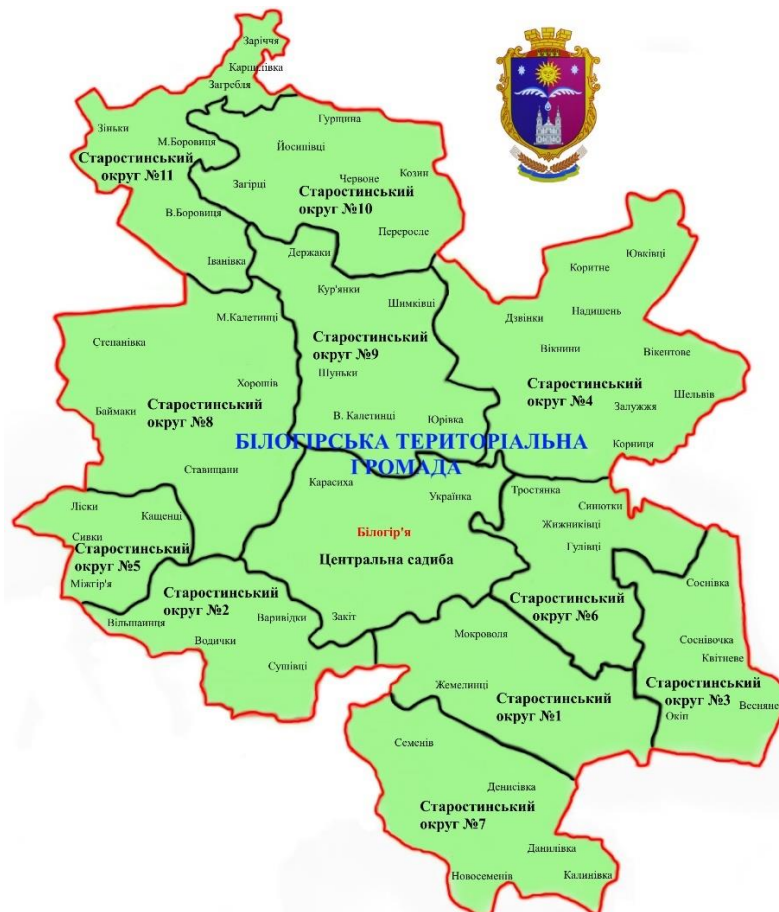 Заріччя
Карпилівка
Загребля
Зіньки
М.Боровиця
Старостинський
округ №11
В.Боровиця
Іванівка
Гурщина
Йосипівці
Червоне
Козин
Загірці
Старостинський
округ №10
Переросле
Держаки
Кур'янки
Шимківці
Старостинський
округ №9
Шуньки
В. Калетинці
Юрівка
Юхівці
Коритне
Дзвінки
Надишень
Вікнини
Вікентове
Старостинський
округ №4
Шельвів
Залужжя
Корниця
М.Калетинці
Степанівка
Хорошів
Баймаки
Старостинський
округ №8
Ставищани
БІЛОГІРСЬКА ТЕРИТОРІАЛЬНА
ГРОМАДА
Карасиха
Українка
Білогір'я
Центральна садиба
Закіт
Тростянка
Синютки
Жижниківці
Гулівці
Старостинський
округ №6
Ліски
Кащенці
Сивки
Старостинський
округ №5
Міжгір'я
Старостинський
округ №2
Вільшаниця
Варивідки
Водички
Сушівці
Соснівка
Соснівочка
Квітневе
Старостинський
округ №3
Весняне
Окіп
Мокроволя
Жемелинці
Старостинський
округ №1
Семенів
Денисівка
Старостинський
округ №7
Данилівка
Новосеменів
Калинівка